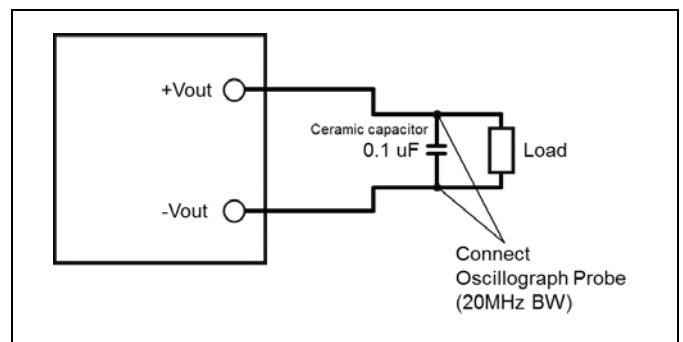 +Vout
Ceramic capacitor
0.1 uF
Load
-Vout
Connect
Oscillograph Probe
(20MHz BW)